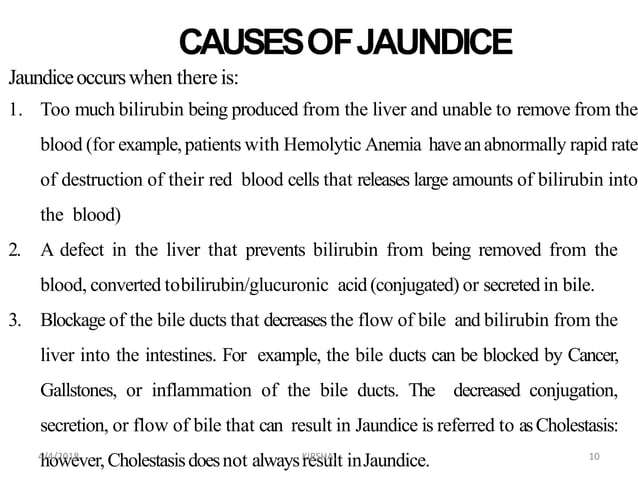 CAUSES OF JAUNDICE
Jaundice occurs when there is:
1. Too much bilirubin being produced from the liver and unable to remove from the
blood (for example, patients with Hemolytic Anemia have an abnormally rapid rate
of destruction of their red blood cells that releases large amounts of bilirubin into
the blood)
2. A defect in the liver that prevents bilirubin from being removed from the
blood, converted to bilirubin/glucuronic acid (conjugated) or secreted in bile.
3. Blockage of the bile ducts that decreases the flow of bile and bilirubin from the
liver into the intestines. For example, the bile ducts can be blocked by Cancer,
Gallstones, or inflammation of the bile ducts. The decreased conjugation,
secretion, or flow of bile that can result in Jaundice is referred to as Cholestasis:
however, Cholestasis does not always result in Jaundice.
4/4/2018
10